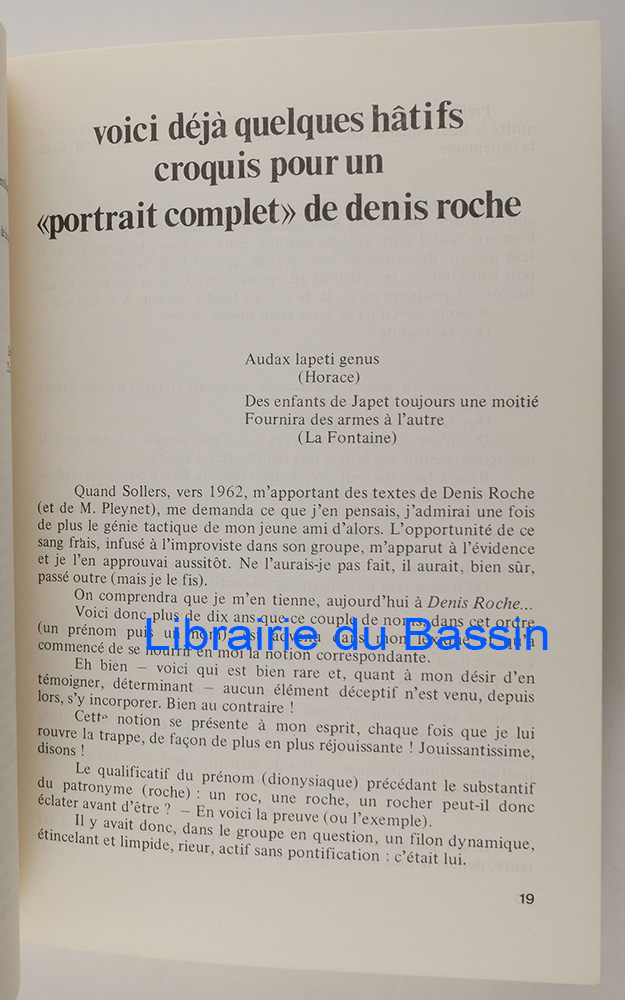 voici déjà quelques hâtifs
croquis pour un
«portrait complet» de denis roche
Audax lapeti genus
(Horace)
Des enfants de Japet toujours une moitié
Fournira des armes à l'autre
(La Fontaine)
Quand Sollers, vers 1962, m'apportant des textes de Denis Roche
(et de M. Pleynet), me demanda ce que j'en pensais, j'admirai une fois
de plus le génie tactique de mon jeune ami d'alors. L'opportunité de ce
sang frais, infusé à l'improviste dans son groupe, m'apparut à l'évidence
et je l'en approuvai aussitôt. Ne l'aurais-je pas fait, il aurait, bien sûr,
passé outre (mais je le fis).
On comprendra que je m'en tienne, aujourd'hui à Denis Roche...
Voici donc plus de dix ans que ce couple de noms, dans cet ordre
(un prénom puis un nom) dans mon
commencé de se nourrir en moi la notion correspondante.
Librairie du Bassin
Eh bien – voici qui est bien rare et, quant à mon désir d'en
témoigner, déterminant – aucun élément déceptif n'est venu, depuis
lors, s'y incorporer. Bien au contraire !
Cette notion se présente à mon esprit, chaque fois que je lui
rouvre la trappe, de façon de plus en plus réjouissante ! Jouissantissime,
disons !
Le qualificatif du prénom (dionysiaque) précédant le substantif
du patronyme (roche) : un roc, une roche, un rocher peut-il donc
éclater avant d'être ? – En voici la preuve (ou l'exemple).
Il y avait donc, dans le groupe en question, un filon dynamique,
étincelant et limpide, rieur, actif sans pontification : c'était lui.
19